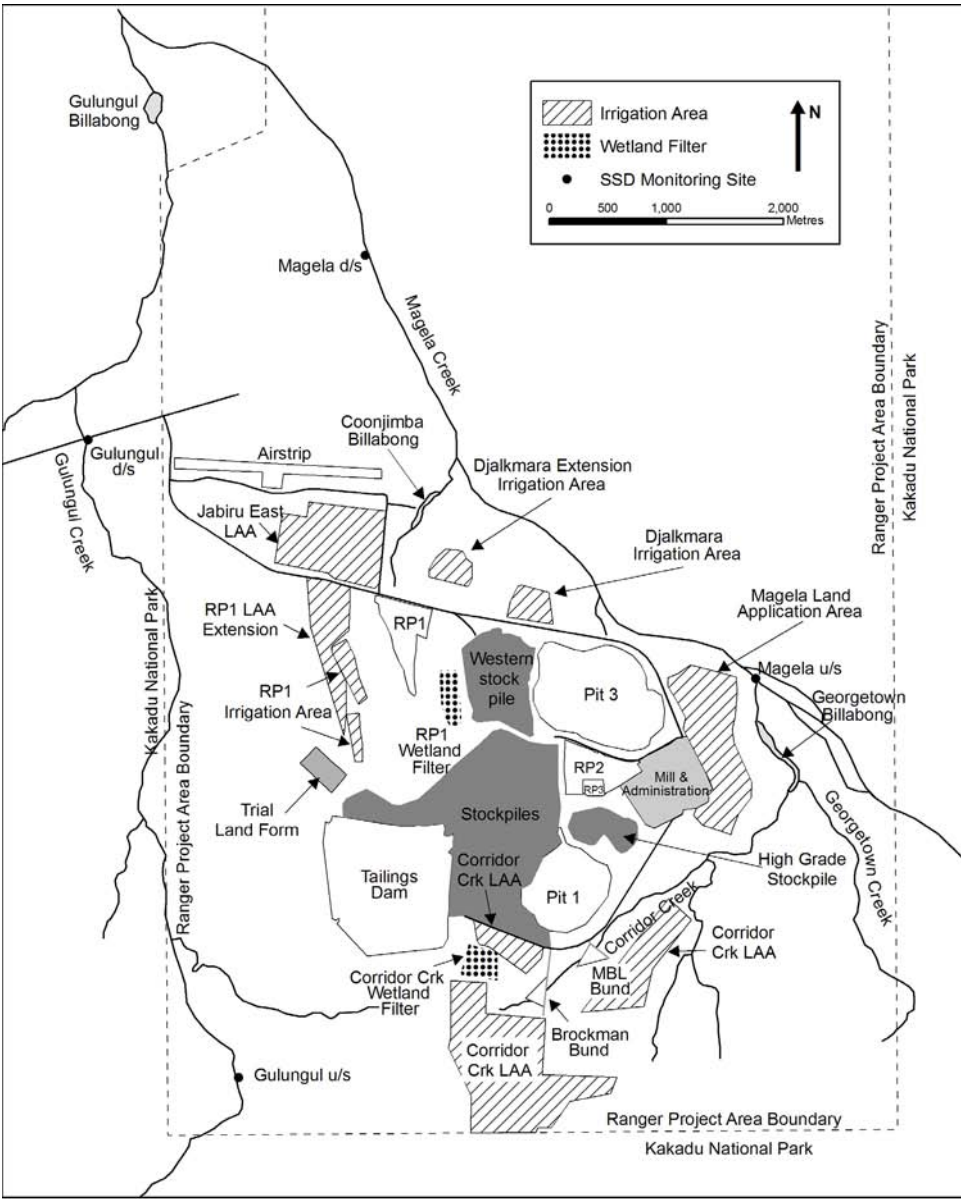 Gulungul
Billabong
Irrigation Area
N
Wetland Filter
SSD Monitoring Site
0 500 1,000 2,000
Metres
Magela d/s
Magela Creek
Ranger Project Area Boundary
Kakadu National Park
Coonjimba
Billabong
Airstrip
Gulungul
d/s
Gulungul Creek
Djalkmara Extension
Irrigation Area
Jabiru East
LAA
Djalkmara
Irrigation Area
Magela Land
Application Area
RP1 LAA
Extension
RP1
Western
stock
pile
Pit 3
Magela u/s
Georgetown
Billabong
RP1
Irrigation Area
RP1
Wetland
Filter
RP2
RP3
Mill &
Administration
Kakadu National Park
Ranger Project Area Boundary
Trial
Land Form
Stockpiles
Georgetown Creek
High Grade
Stockpile
Tailings
Dam
Corridor
Crk LAA
Pit 1
Corridor Creek
Corridor
Crk LAA
MBL
Bund
Corridor Crk
Wetland
Filter
Brockman
Bund
Corridor
Crk LAA
Gulungul u/s
Ranger Project Area Boundary
Kakadu National Park